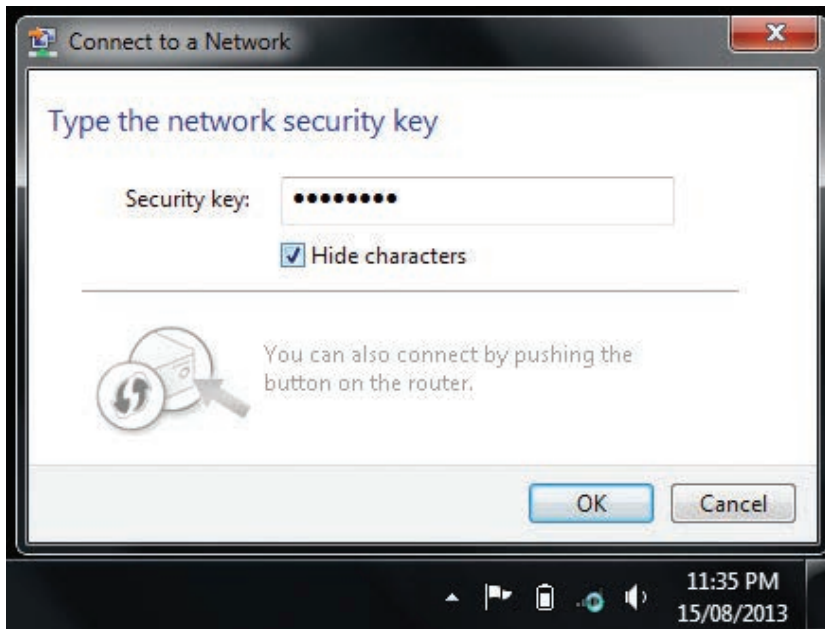 Connect to a Network
Type the network security key
Security key: ••••••••
Hide characters
You can also connect by pushing the
button on the router.
OK Cancel
11:35 PM
15/08/2013